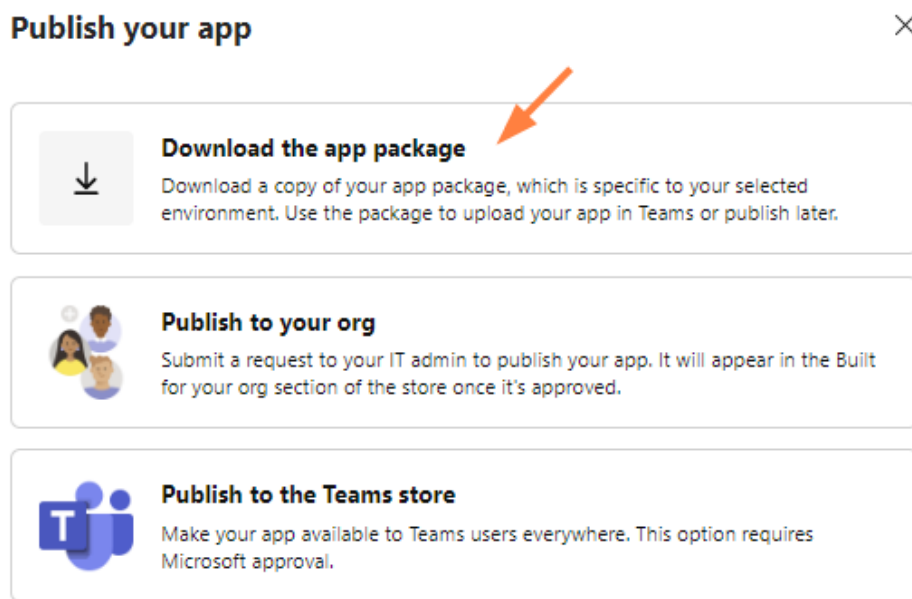 Publish your app
Download the app package
Download a copy of your app package, which is specific to your selected
environment. Use the package to upload your app in Teams or publish later.
Publish to your org
Submit a request to your IT admin to publish your app. It will appear in the Built
for your org section of the store once it's approved.
T
Publish to the Teams store
Make your app available to Teams users everywhere. This option requires
Microsoft approval.